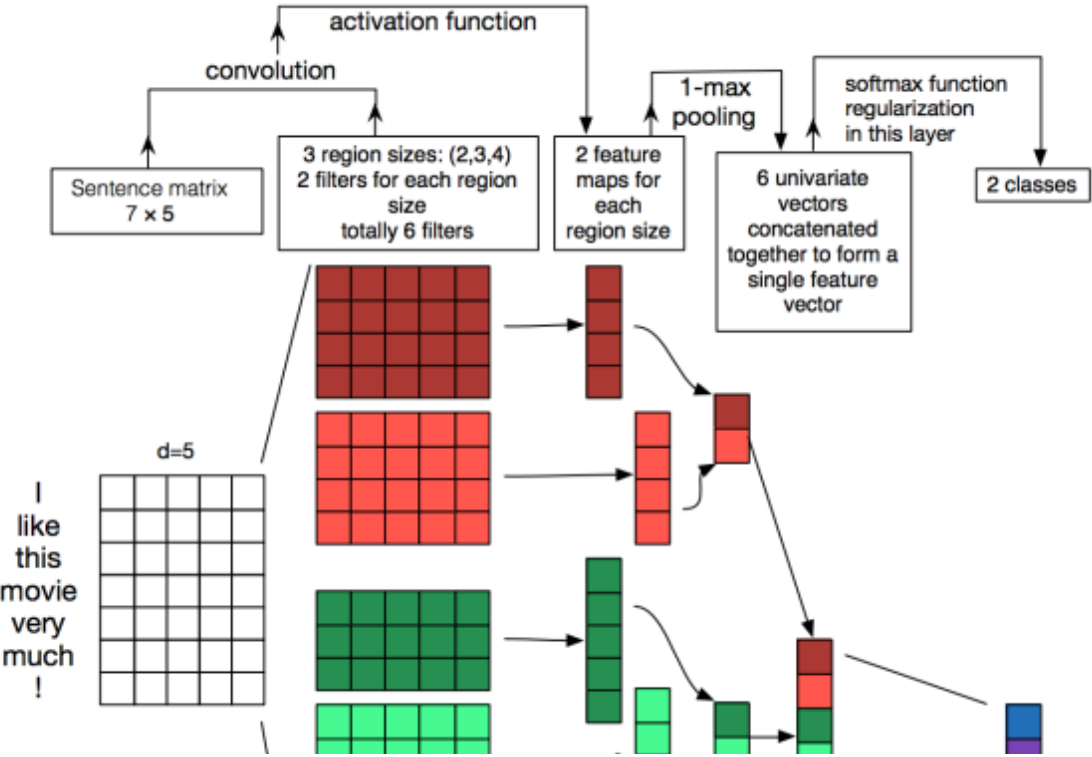 activation function
convolution
1-max
pooling
softmax function
regularization
in this layer
Sentence matrix
7 × 5
3 region sizes: (2,3,4)
2 filters for each region
size
totally 6 filters
2 feature
maps for
each
region size
6 univariate
vectors
concatenated
together to form a
single feature
vector
2 classes
d=5
I
like
this
movie
very
much
!